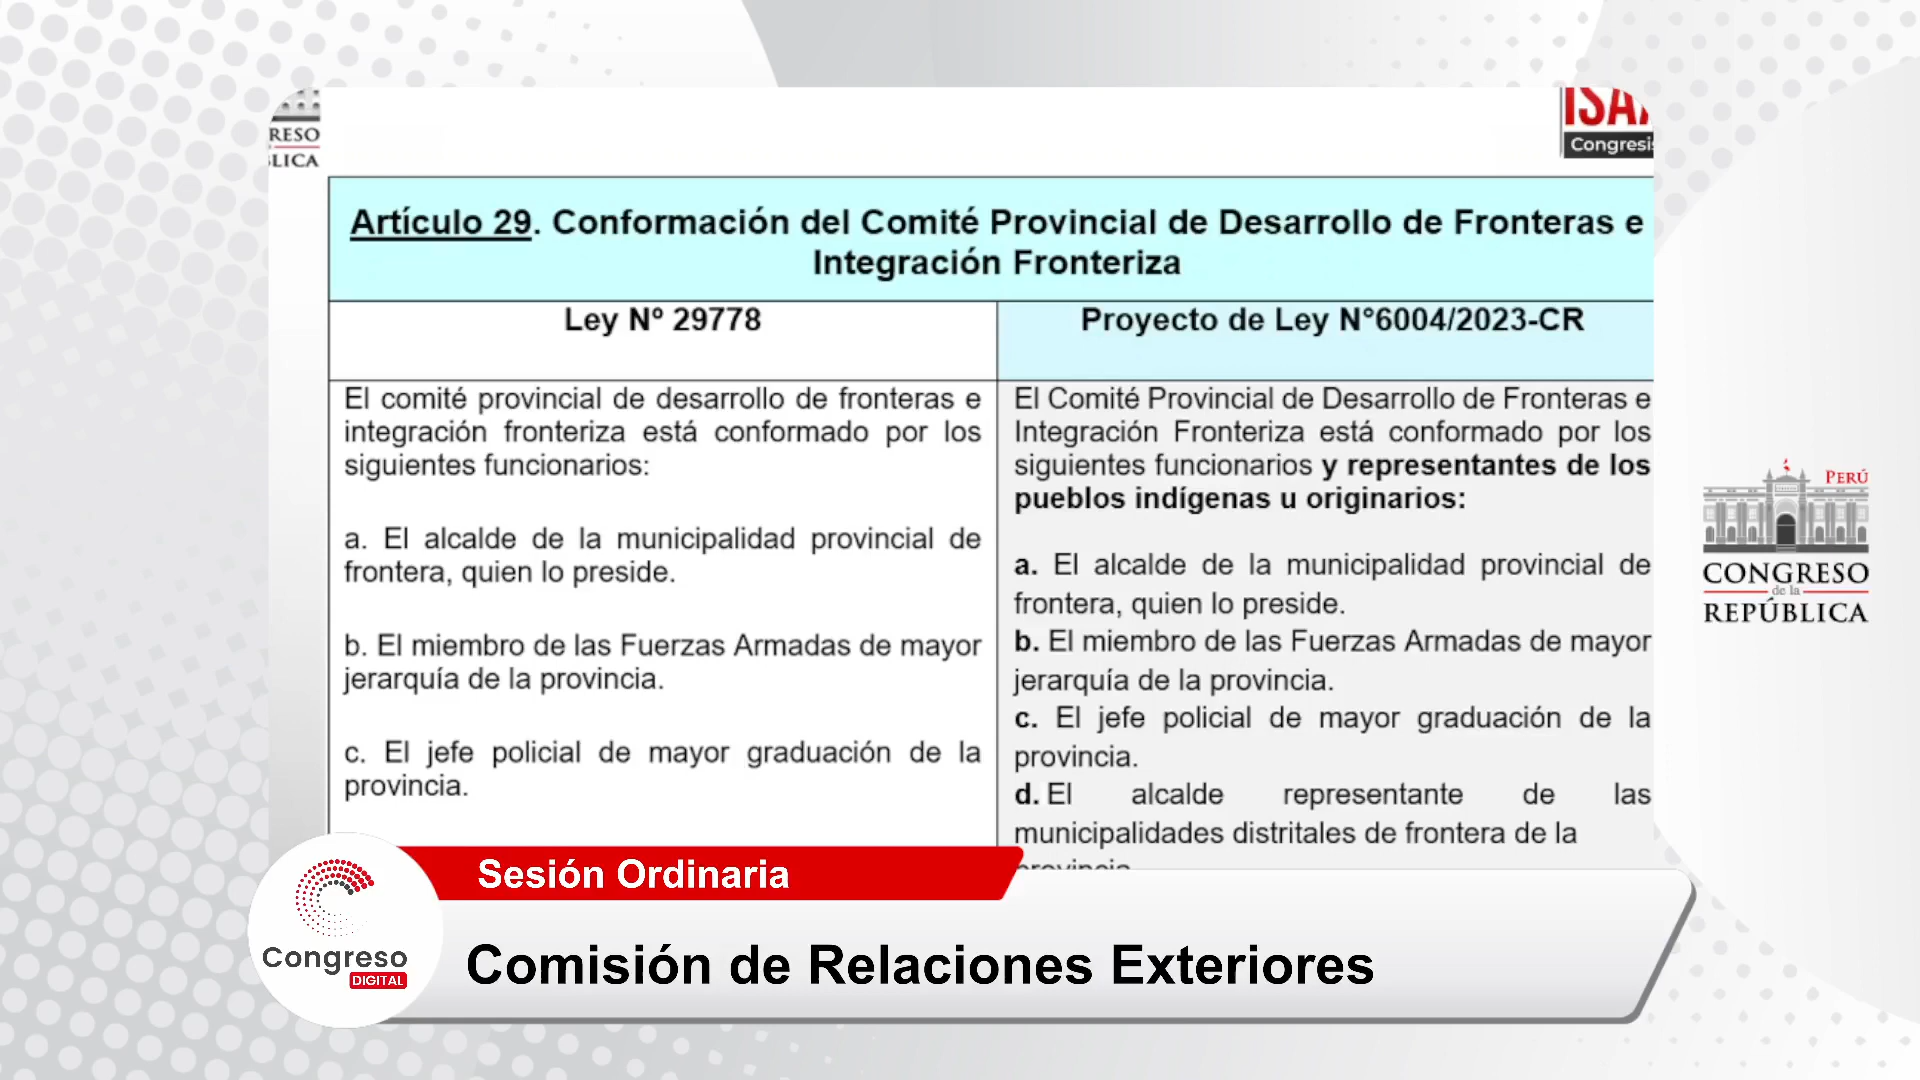 RESO
BLICA
Congresi
Artículo 29. Conformación del Comité Provincial de Desarrollo de Fronteras e
Integración Fronteriza
Ley Nº 29778
El comité provincial de desarrollo de fronteras e
integración fronteriza está conformado por los
siguientes funcionarios:
a. El alcalde de la municipalidad provincial de
frontera, quien lo preside.
b. El miembro de las Fuerzas Armadas de mayor
jerarquía de la provincia.
c. El jefe policial de mayor graduación de la
provincia.
Proyecto de Ley N°6004/2023-CR
El Comité Provincial de Desarrollo de Fronteras e
Integración Fronteriza está conformado por los
siguientes funcionarios y representantes de los
pueblos indígenas u originarios:
a. El alcalde de la municipalidad provincial de
frontera, quien lo preside.
b. El miembro de las Fuerzas Armadas de mayor
jerarquía de la provincia.
c. El jefe policial de mayor graduación de la
provincia.
d. El alcalde representante de las
municipalidades distritales de frontera de la
provincia
PERÚ
CONGRESO
de la
REPÚBLICA
Sesión Ordinaria
Congreso
DIGITAL
Comisión de Relaciones Exteriores